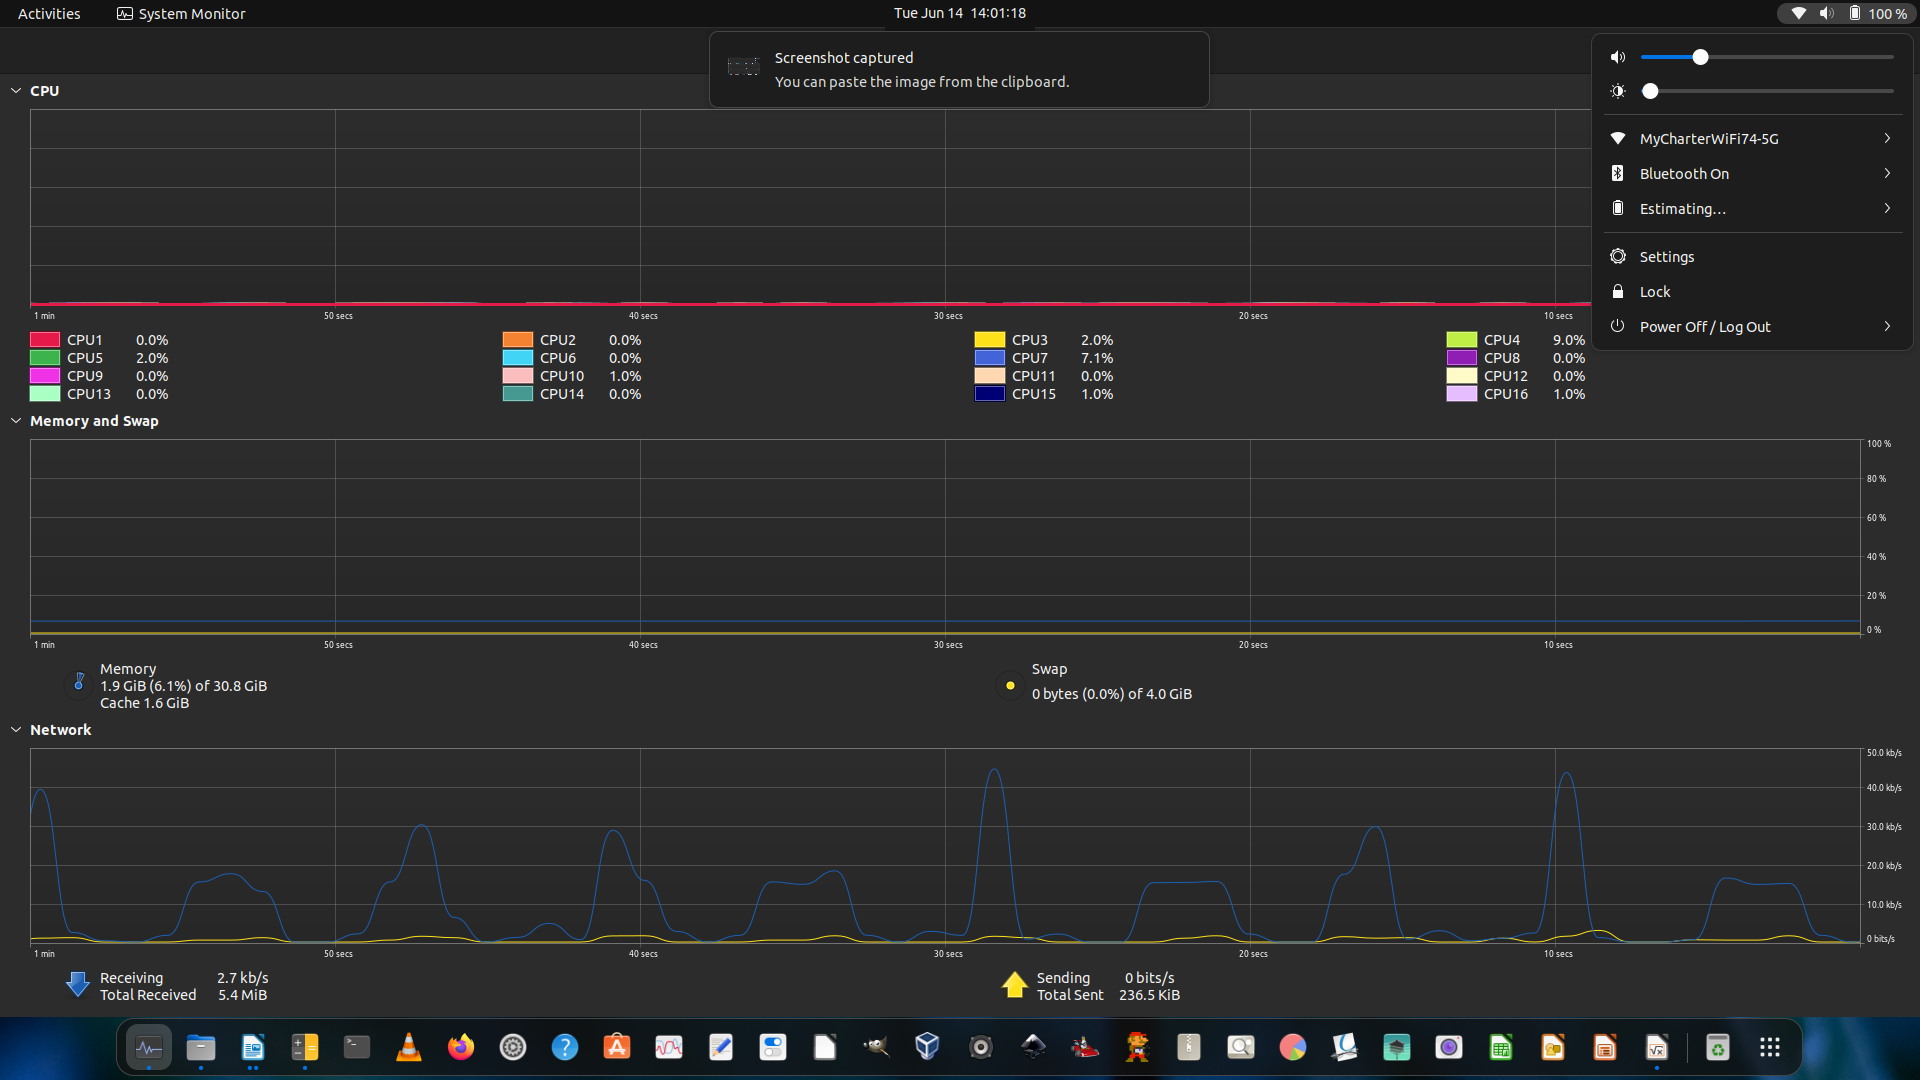 Activities System Monitor Tue Jun 14 14:01:18 100 %
Screenshot captured
You can paste the image from the clipboard.
MyCharterWiFi74-5G
Bluetooth On
Estimating…
Settings
Lock
Power Off / Log Out
CPU
1 min 50 secs 40 secs 30 secs 20 secs 10 secs
CPU1 0.0% CPU2 0.0% CPU3 2.0% CPU4 9.0%
CPU5 2.0% CPU6 0.0% CPU7 7.1% CPU8 0.0%
CPU9 0.0% CPU10 1.0% CPU11 0.0% CPU12 0.0%
CPU13 0.0% CPU14 0.0% CPU15 1.0% CPU16 1.0%
Memory and Swap
100 %
80 %
60 %
40 %
20 %
0 %
1 min 50 secs 40 secs 30 secs 20 secs 10 secs
Memory
1.9 GiB (6.1%) of 30.8 GiB
Cache 1.6 GiB
Swap
0 bytes (0.0%) of 4.0 GiB
Network
50.0 kb/s
40.0 kb/s
30.0 kb/s
20.0 kb/s
10.0 kb/s
0 bits/s
1 min 50 secs 40 secs 30 secs 20 secs 10 secs
Receiving 2.7 kb/s
Total Received 5.4 MiB
Sending 0 bits/s
Total Sent 236.5 KiB